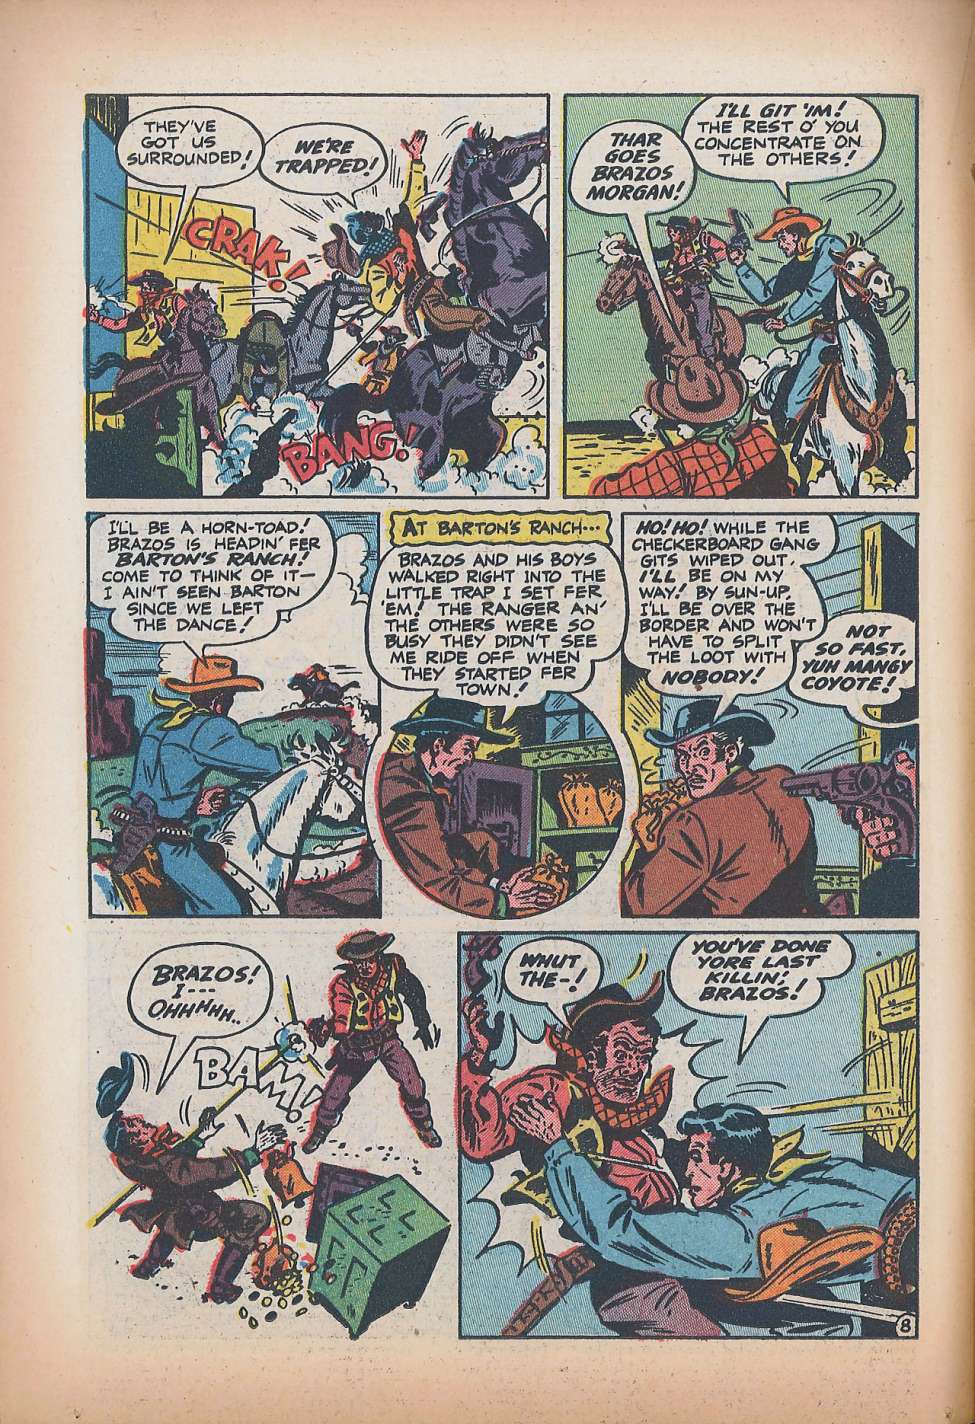 THEY'VE
GOT US
SURROUNDED!
WE'RE
TRAPPED!
CRAK!
BANG!
THAR
GOES
BRAZOS
MORGAN!
I'LL GIT 'IM!
THE REST O' YOU
CONCENTRATE ON
THE OTHERS!
I'LL BE A HORN-TOAD!
BRAZOS IS HEADIN' FER
BARTON'S RANCH!
COME TO THINK OF IT—
I AIN'T SEEN BARTON
SINCE WE LEFT
THE DANCE!
AT BARTON'S RANCH---
BRAZOS AND HIS BOYS
WALKED RIGHT INTO THE
LITTLE TRAP I SET FER
'EM! THE RANGER AN'
THE OTHERS WERE SO
BUSY THEY DIDN'T SEE
ME RIDE OFF WHEN
THEY STARTED FER
TOWN!
HO! HO! WHILE THE
CHECKERBOARD GANG
GITS WIPED OUT,
I'LL BE ON MY
WAY! BY SUN-UP,
I'LL BE OVER THE
BORDER AND WON'T
HAVE TO SPLIT
THE LOOT WITH
NOBODY!
NOT
SO FAST,
YUH MANGY
COYOTE!
BRAZOS!
I---
OHHHHH..
BAM!
WHUT
THE-!
YOU'VE DONE
YORE LAST
KILLIN',
BRAZOS!
8